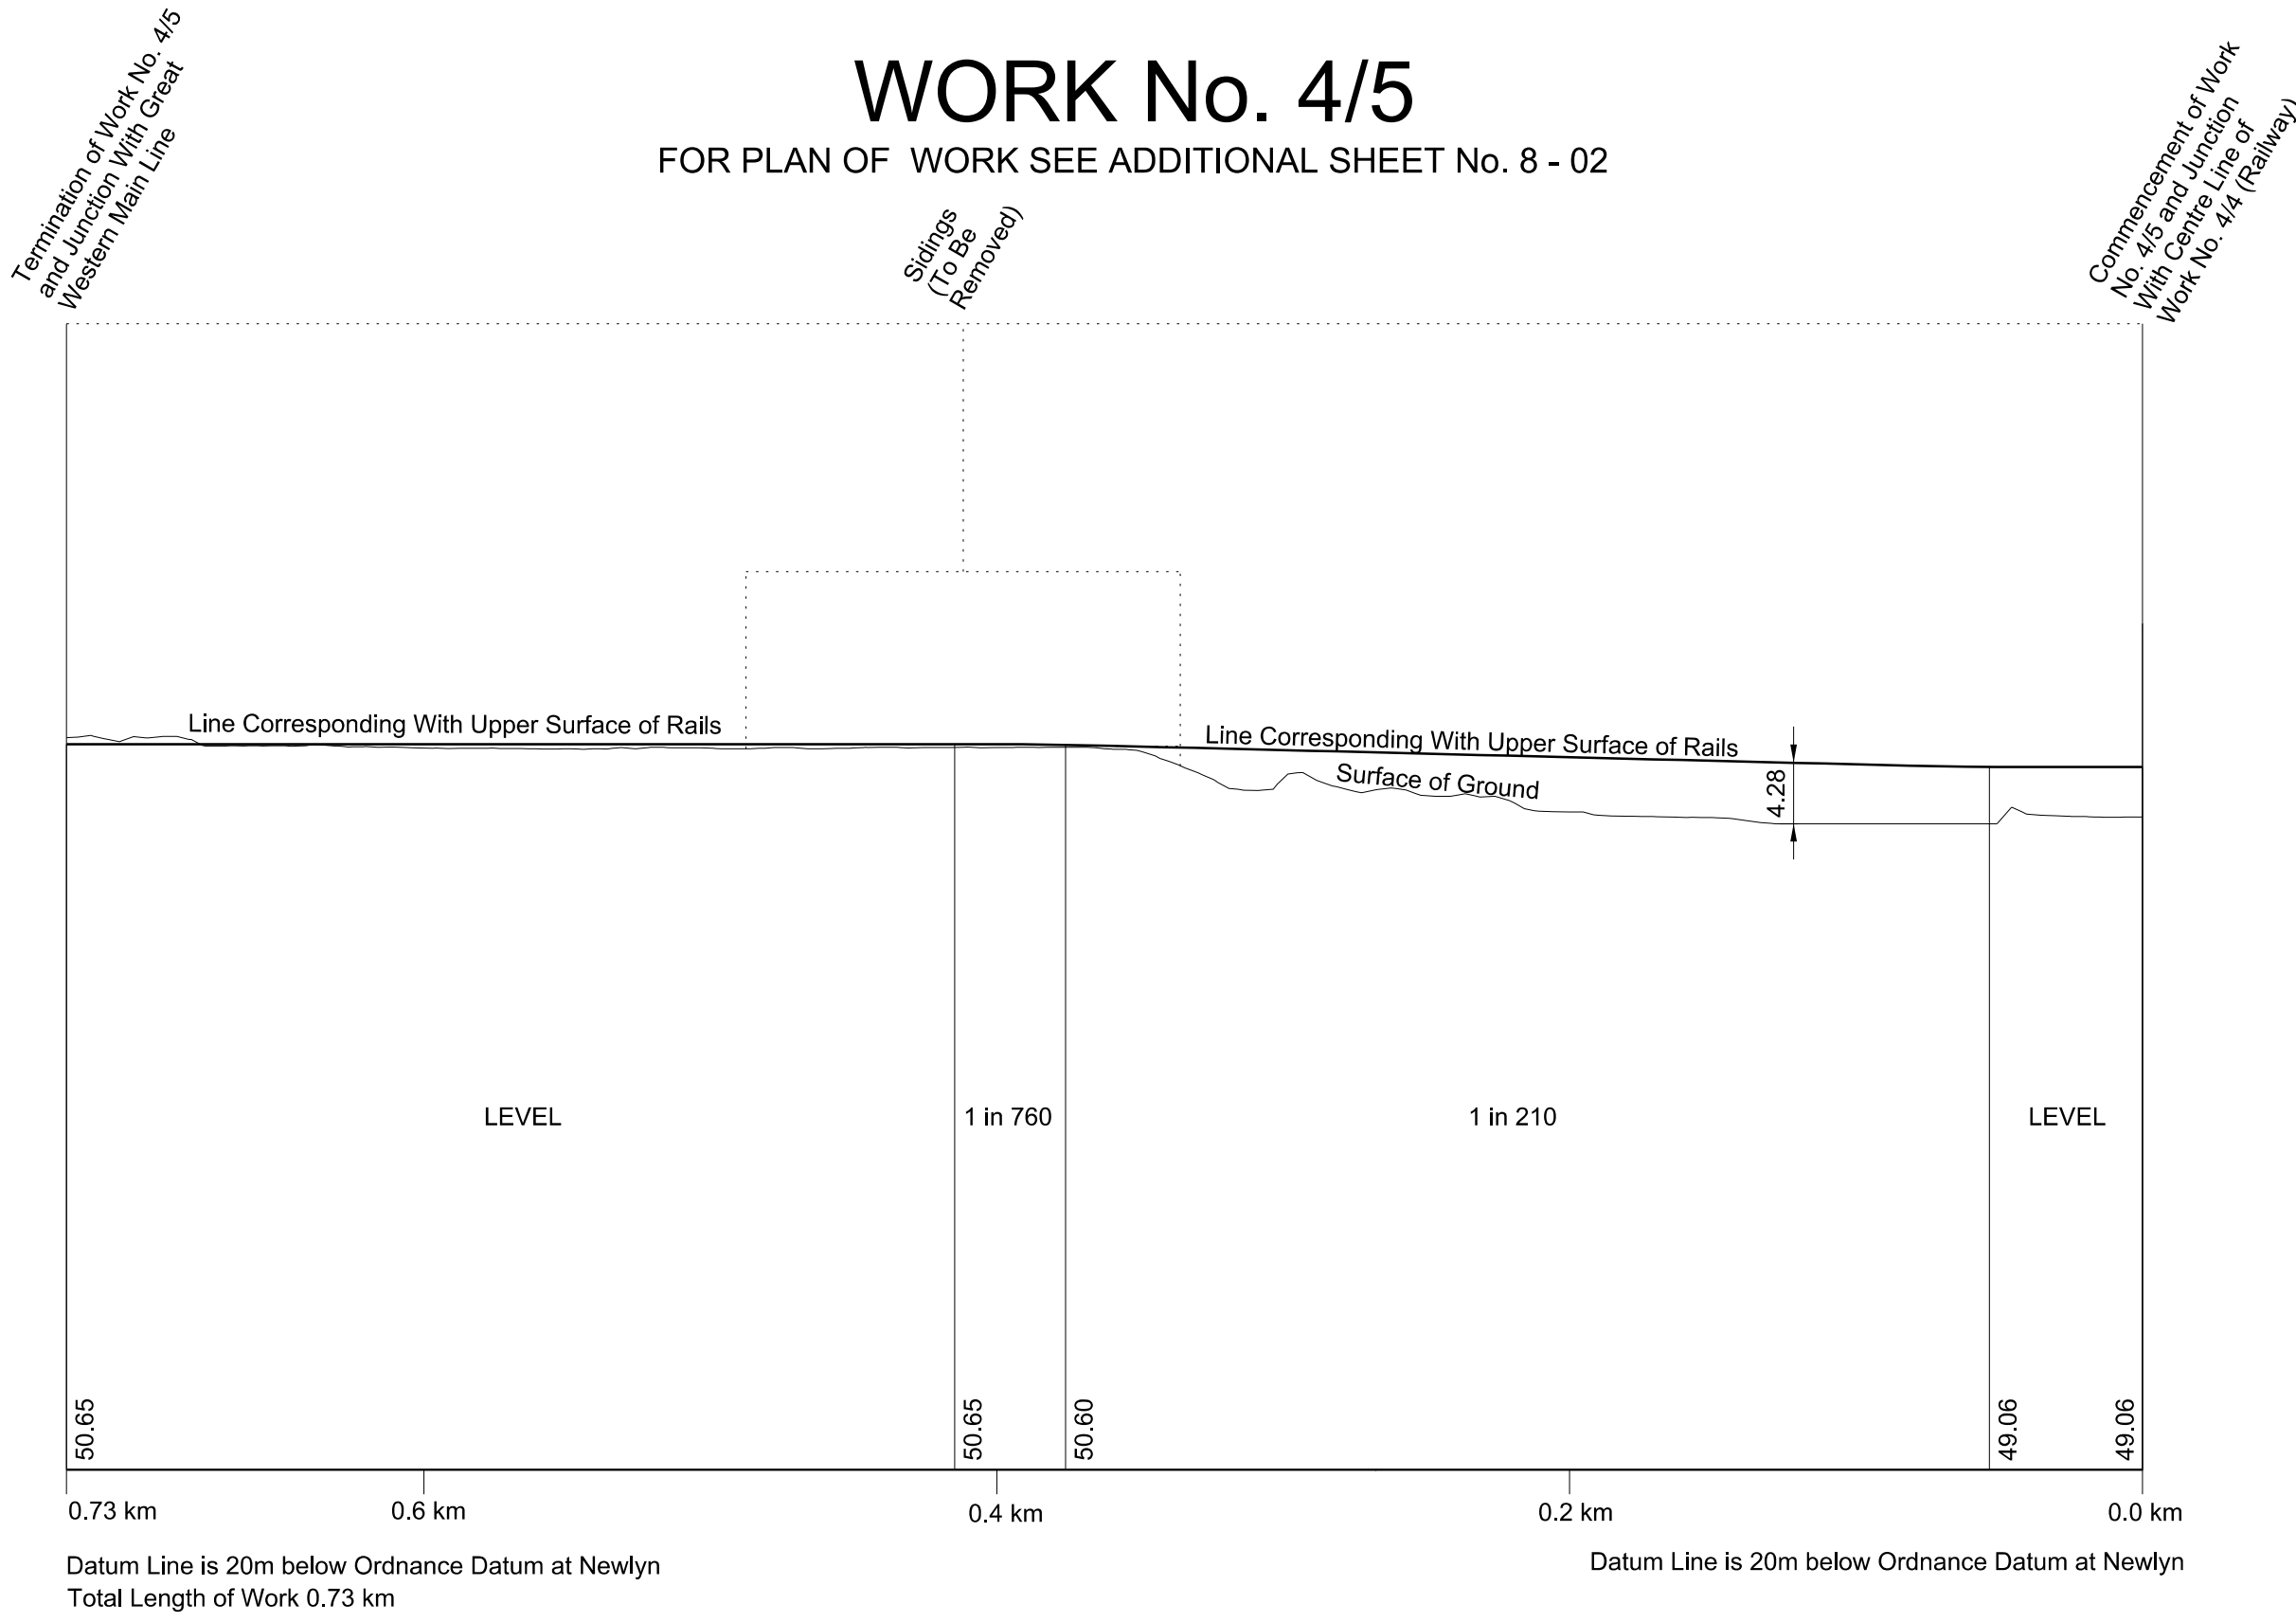 WORK No. 4/5
FOR PLAN OF WORK SEE ADDITIONAL SHEET No. 8 - 02
Termination of Work No. 4/5
and Junction With Great
Western Main Line
Sidings
(To Be
Removed)
Commencement of Work
No. 4/5 and Junction
With Centre Line of
Work No. 4/4 (Railway)
Line Corresponding With Upper Surface of Rails
Line Corresponding With Upper Surface of Rails
Surface of Ground
4.28
LEVEL
1 in 760
1 in 210
LEVEL
50.65
50.65
50.60
49.06
49.06
0.73 km
0.6 km
0.4 km
0.2 km
0.0 km
Datum Line is 20m below Ordnance Datum at Newlyn
Total Length of Work 0.73 km
Datum Line is 20m below Ordnance Datum at Newlyn